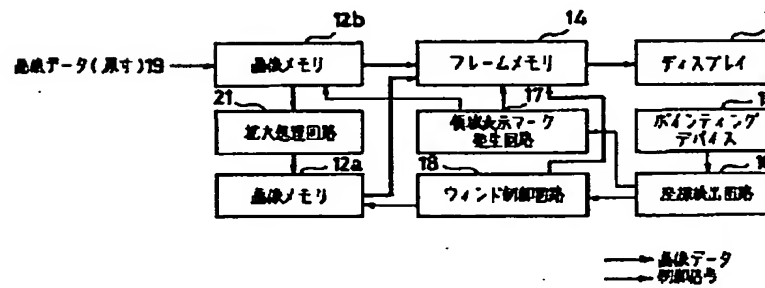 12b
14
画像データ(原寸)19
画像メモリ
フレームメモリ
ディスプレイ
21
17
拡大処理回路
領域表示マーク
発生回路
ポインティング
デバイス
12a
18
画像メモリ
ウィンド制御回路
座標検出回路
画像データ
制御信号